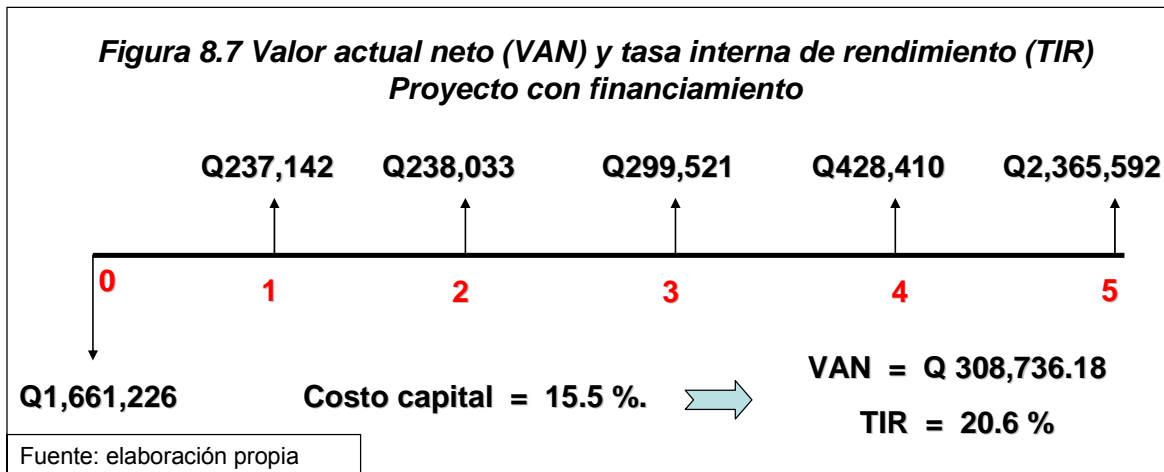 Figura 8.7 Valor actual neto (VAN) y tasa interna de rendimiento (TIR)
Proyecto con financiamiento
Q237,142 Q238,033 Q299,521 Q428,410 Q2,365,592
0 1 2 3 4 5
Q1,661,226 Costo capital = 15.5 %. VAN = Q 308,736.18
TIR = 20.6 %
Fuente: elaboración propia